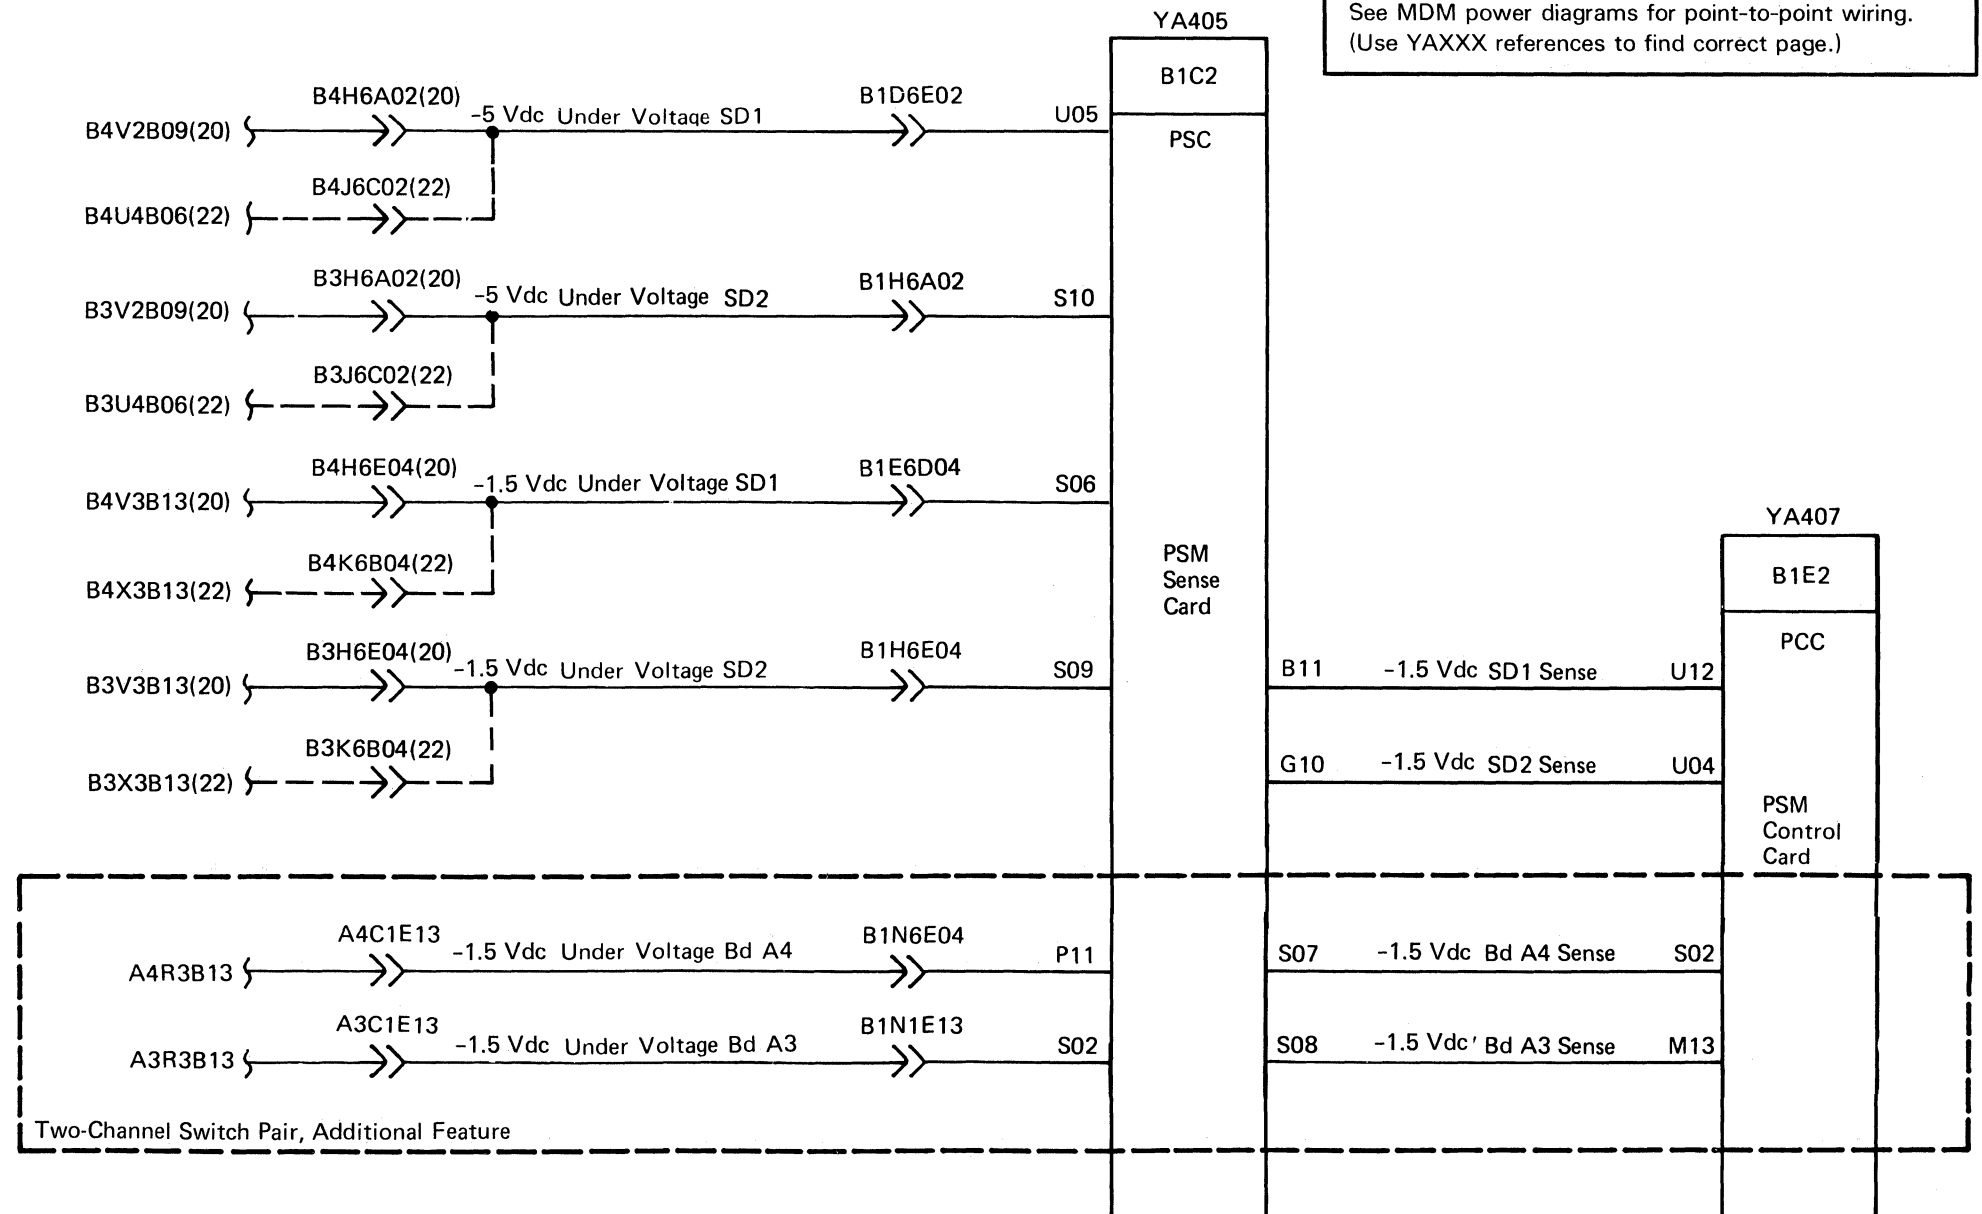 YA405
See MDM power diagrams for point-to-point wiring.
(Use YAXXX references to find correct page.)
B1C2
PSC
B4V2B09(20)
B4H6A02(20)
-5 Vdc Under Voltage SD1
B1D6E02
U05
B4J6C02(22)
B4U4B06(22)
B3V2B09(20)
B3H6A02(20)
-5 Vdc Under Voltage SD2
B1H6A02
S10
B3J6C02(22)
B3U4B06(22)
B4V3B13(20)
B4H6E04(20)
-1.5 Vdc Under Voltage SD1
B1E6D04
S06
B4K6B04(22)
B4X3B13(22)
PSM
Sense
Card
YA407
B1E2
PCC
B3V3B13(20)
B3H6E04(20)
-1.5 Vdc Under Voltage SD2
B1H6E04
S09
B11
-1.5 Vdc SD1 Sense
U12
B3K6B04(22)
B3X3B13(22)
G10
-1.5 Vdc SD2 Sense
U04
PSM
Control
Card
A4R3B13
A4C1E13
-1.5 Vdc Under Voltage Bd A4
B1N6E04
P11
S07
-1.5 Vdc Bd A4 Sense
S02
A3R3B13
A3C1E13
-1.5 Vdc Under Voltage Bd A3
B1N1E13
S02
S08
-1.5 Vdc Bd A3 Sense
M13
Two-Channel Switch Pair, Additional Feature